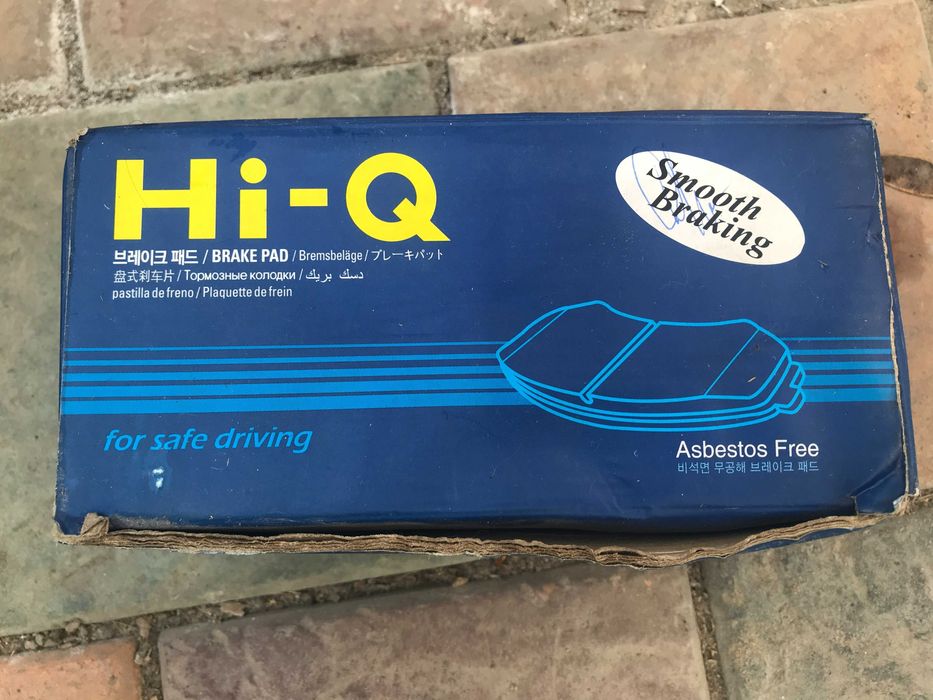 Hi-Q
브레이크 패드 / BRAKE PAD / Bremsbeläge / ブレーキパット
盘式刹车片 / Тормозные колодки / دسك بريك
pastilla de freno / Plaquette de frein
Smooth
Braking
for safe driving
Asbestos Free
비석면 무공해 브레이크 패드